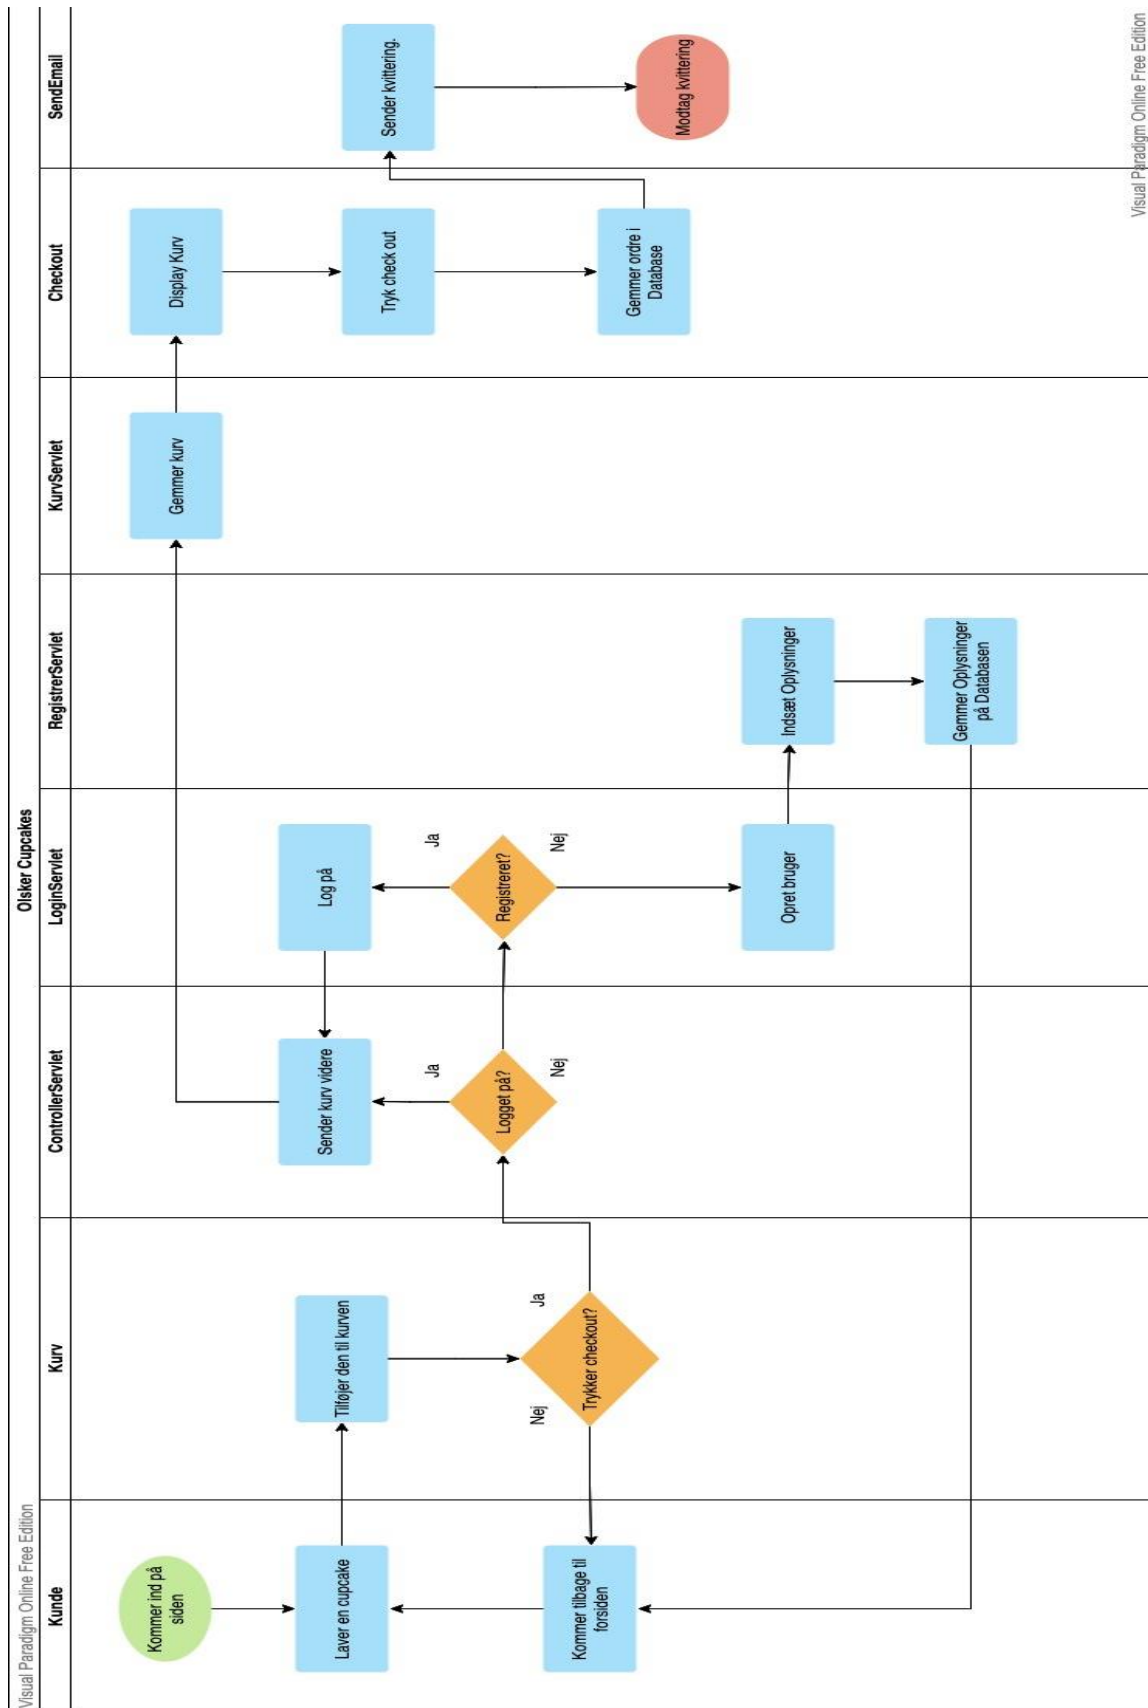 Visual Paradigm Online Free Edition
Olsker Cupcakes
Kunde
Kurv
ControllerServlet
LoginServlet
RegistrerServlet
KurvServlet
Checkout
SendEmail
Kommer ind på
siden
Laver en cupcake
Kommer tilbage til
forsiden
Tilføjer den til kurven
Trykker checkout?
Nej
Ja
Sender kurv videre
Logget på?
Ja
Nej
Log på
Registreret?
Ja
Nej
Opret bruger
Indsæt Oplysninger
Gemmer Oplysninger
på Databasen
Gemmer kurv
Display Kurv
Tryk check out
Gemmer ordre i
Database
Sender kvittering.
Modtag kvittering
Visual Paradigm Online Free Edition